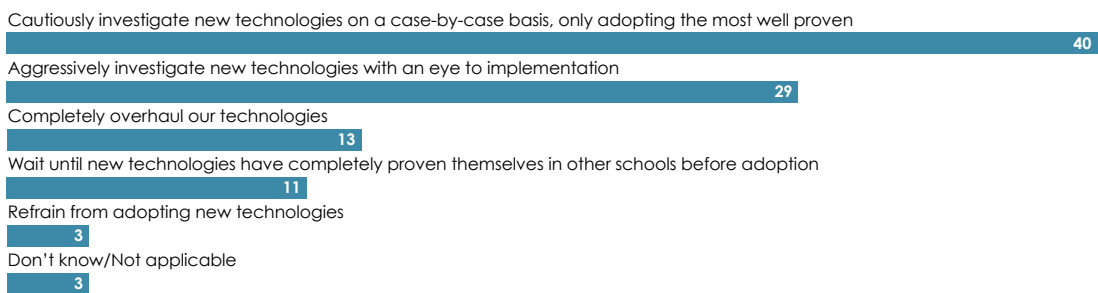 Cautiously investigate new technologies on a case-by-case basis, only adopting the most well proven
40
Aggressively investigate new technologies with an eye to implementation
29
Completely overhaul our technologies
13
Wait until new technologies have completely proven themselves in other schools before adoption
11
Refrain from adopting new technologies
3
Don’t know/Not applicable
3